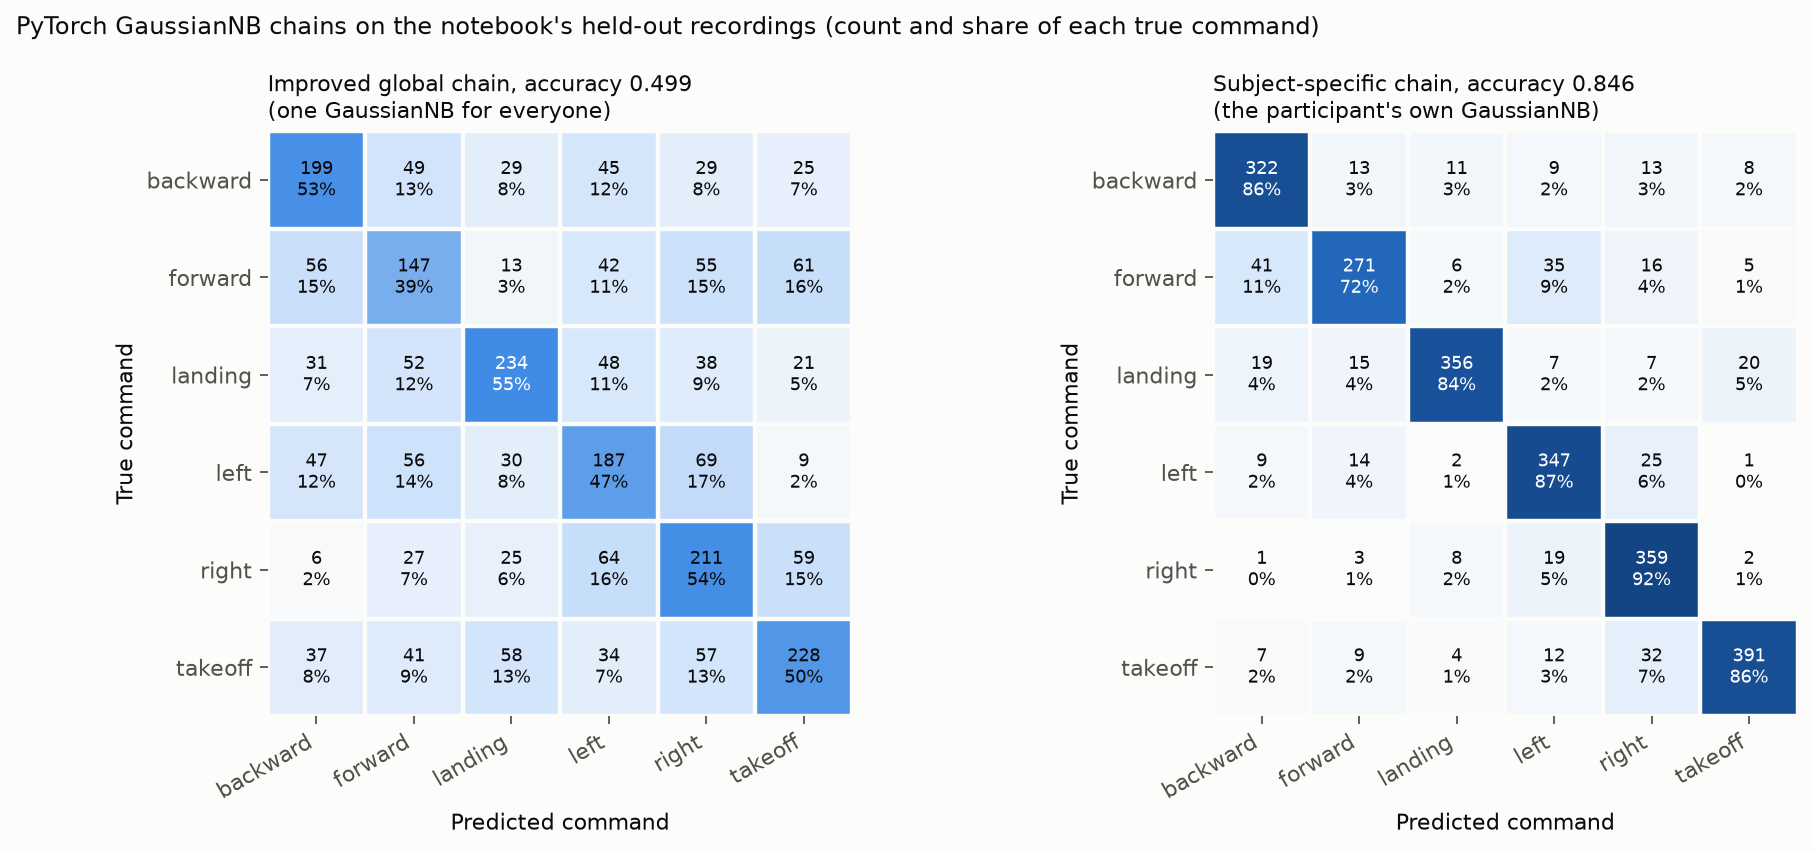 PyTorch GaussianNB chains on the notebook's held-out recordings (count and share of each true command)
Improved global chain, accuracy 0.499
(one GaussianNB for everyone)
True command
backward
199 49 29 45 29 25
53% 13% 8% 12% 8% 7%
forward
56 147 13 42 55 61
15% 39% 3% 11% 15% 16%
landing
31 52 234 48 38 21
7% 12% 55% 11% 9% 5%
left
47 56 30 187 69 9
12% 14% 8% 47% 17% 2%
right
6 27 25 64 211 59
2% 7% 6% 16% 54% 15%
takeoff
37 41 58 34 57 228
8% 9% 13% 7% 13% 50%
backward forward landing left right takeoff
Predicted command
Subject-specific chain, accuracy 0.846
(the participant's own GaussianNB)
True command
backward
322 13 11 9 13 8
86% 3% 3% 2% 3% 2%
forward
41 271 6 35 16 5
11% 72% 2% 9% 4% 1%
landing
19 15 356 7 7 20
4% 4% 84% 2% 2% 5%
left
9 14 2 347 25 1
2% 4% 1% 87% 6% 0%
right
1 3 8 19 359 2
0% 1% 2% 5% 92% 1%
takeoff
7 9 4 12 32 391
2% 2% 1% 3% 7% 86%
backward forward landing left right takeoff
Predicted command